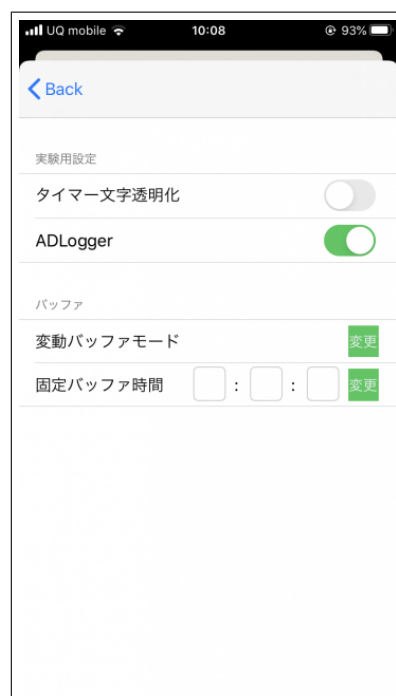 UQ mobile 10:08 93%
Back
実験用設定
タイマー文字透明化
ADLogger
バッファ
変動バッファモード 変更
固定バッファ時間 : : 変更